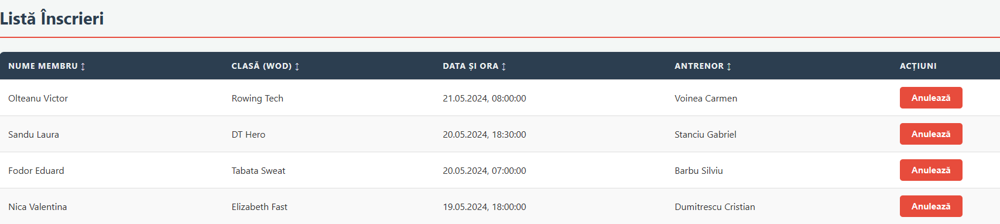 Listă Înscrieri
NUME MEMBRU ↕ CLASĂ (WOD) ↕ DATA ȘI ORA ↕ ANTRENOR ↕ ACȚIUNI
Olteanu Victor Rowing Tech 21.05.2024, 08:00:00 Voinea Carmen Anulează
Sandu Laura DT Hero 20.05.2024, 18:30:00 Stanciu Gabriel Anulează
Fodor Eduard Tabata Sweat 20.05.2024, 07:00:00 Barbu Silviu Anulează
Nica Valentina Elizabeth Fast 19.05.2024, 18:00:00 Dumitrescu Cristian Anulează